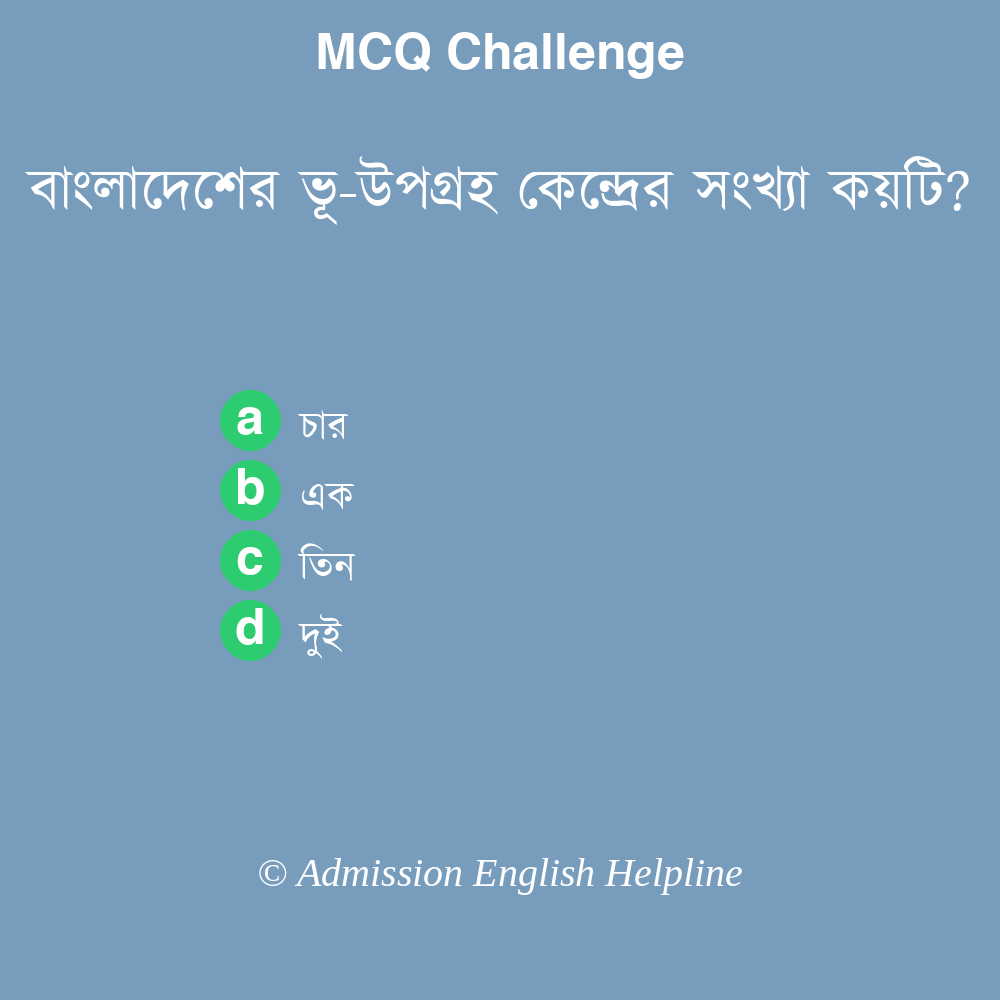 MCQ Challenge
বাংলাদেশের ভূ-উপগ্রহ কেন্দ্রের সংখ্যা কয়টি?
a চার
b এক
c তিন
d দুই
© Admission English Helpline